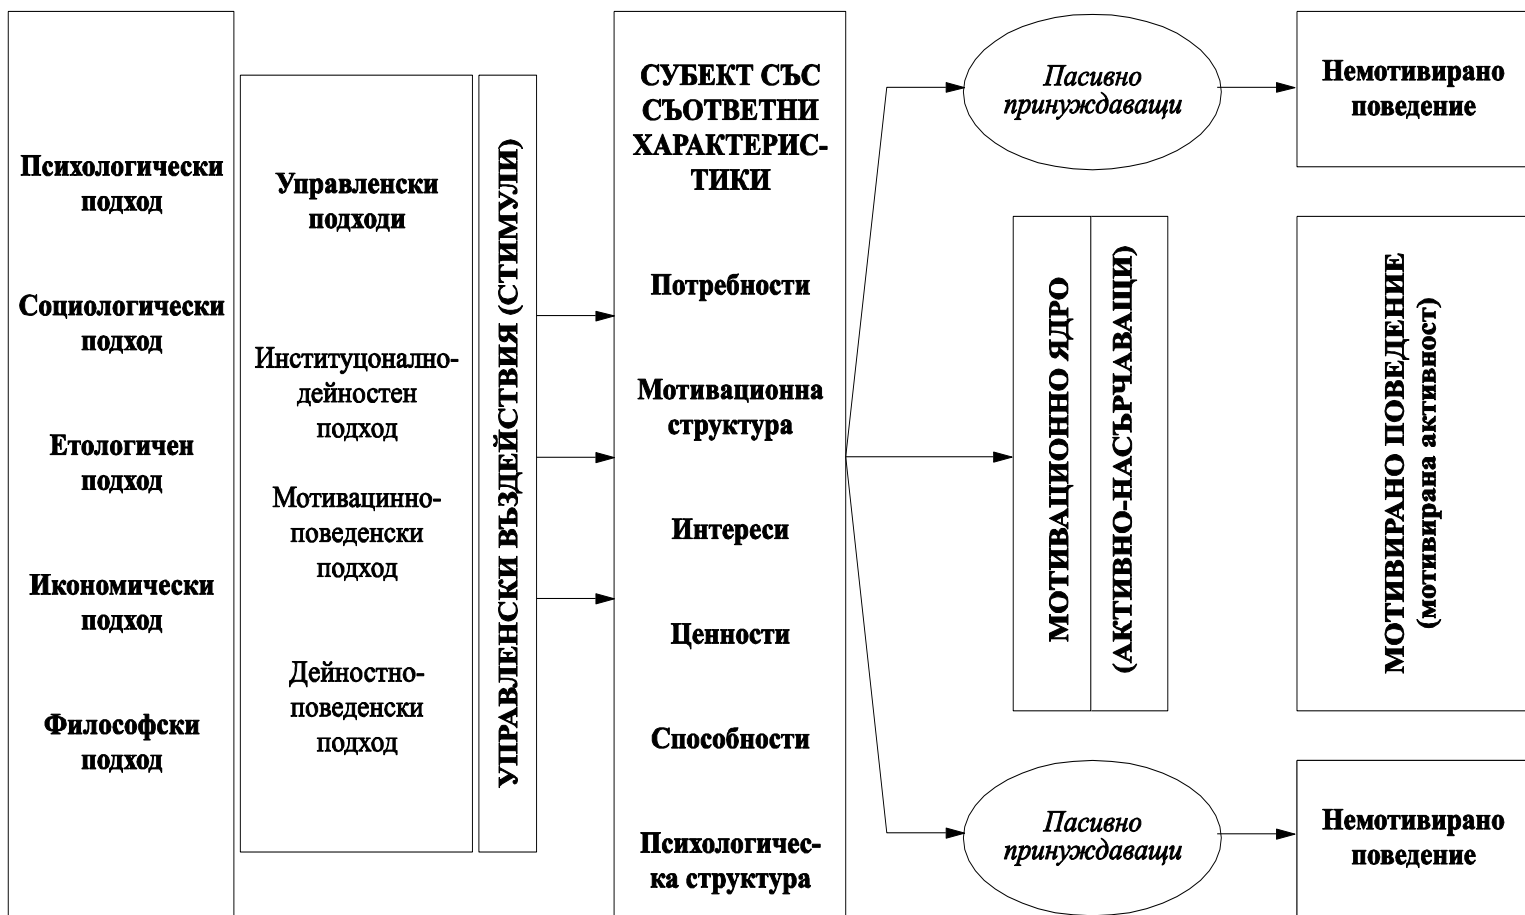 Психологически
подход
Социологически
подход
Етологичен
подход
Икономически
подход
Философски
подход
Управленски
подходи
Институцонално-
дейностен
подход
Мотивацинно-
поведенски
подход
Дейностно-
поведенски
подход
УПРАВЛЕНСКИ ВЪЗДЕЙСТВИЯ (СТИМУЛИ)
СУБЕКТ СЪС
СЪОТВЕТНИ
ХАРАКТЕРИС-
ТИКИ
Потребности
Мотивационна
структура
Интереси
Ценности
Способности
Психологичес-
ка структура
Пасивно
принуждаващи
Немотивирано
поведение
МОТИВАЦИОННО ЯДРО
(АКТИВНО-НАСЪРЧАВАЩИ)
МОТИВИРАНО ПОВЕДЕНИЕ
(мотивирана активност)
Пасивно
принуждаващи
Немотивирано
поведение